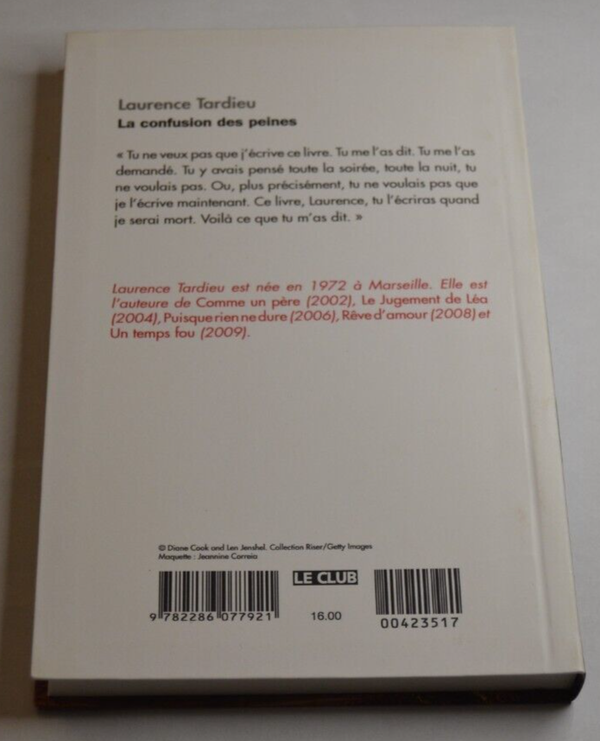 Laurence Tardieu
La confusion des peines
« Tu ne veux pas que j'écrive ce livre. Tu me l'as dit. Tu me l'as
demandé. Tu y avais pensé toute la soirée, toute la nuit, tu
ne voulais pas. Ou, plus précisément, tu ne voulais pas que
je l'écrive maintenant. Ce livre, Laurence, tu l'écriras quand
je serai mort. Voilà ce que tu m'as dit. »
Laurence Tardieu est née en 1972 à Marseille. Elle est
l'auteure de Comme un père (2002), Le Jugement de Léa
(2004), Puisque rien ne dure (2006), Rêve d'amour (2008) et
Un temps fou (2009).
© Diane Cook and Len Jenshel. Collection Riser/Getty Images
Maquette : Jeannine Correia
LE CLUB
9 782286 077921
16.00
00423517